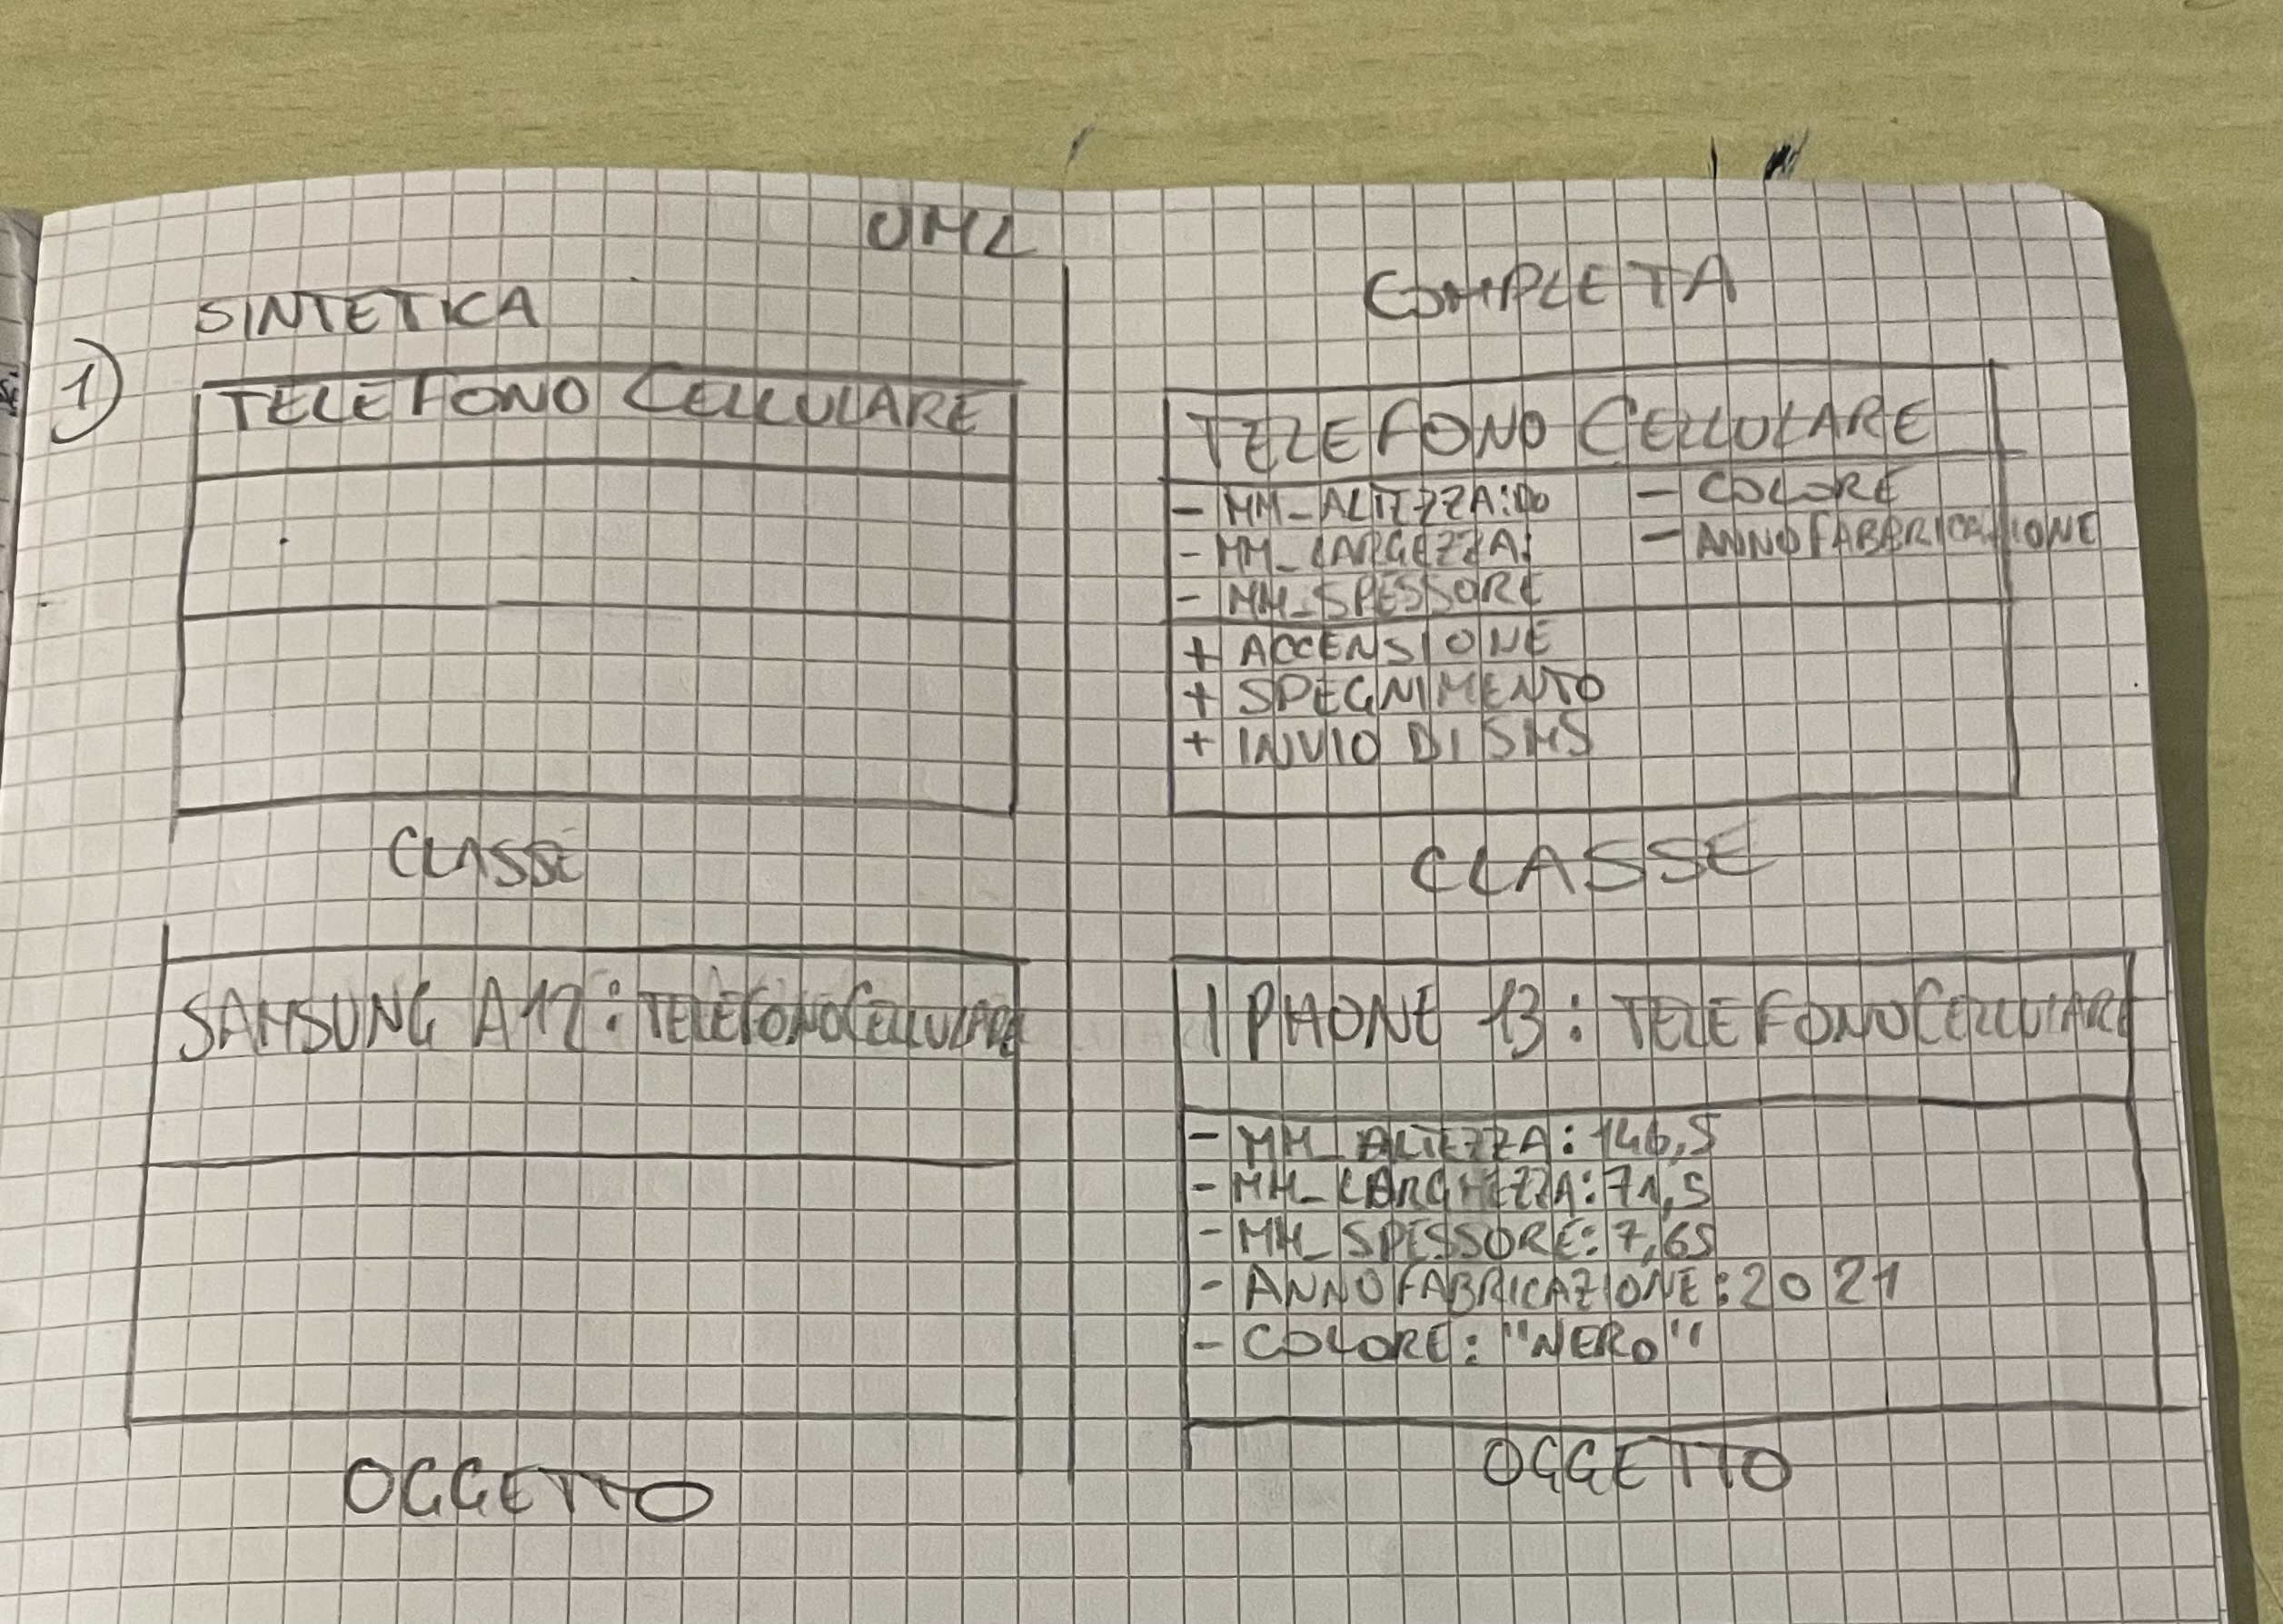 UML
SINTETICA
1)
TELEFONO CELLULARE
CLASSE
SAMSUNG A12: TELEFONOCELLULARE
OGGETTO
COMPLETA
TELEFONO CELLULARE
- MM_ALTEZZA:DO
- MM_LARGEZZA:
- MM_SPESSORE
- COLORE
- ANNOFABBRICAZIONE
+ ACCENSIONE
+ SPEGNIMENTO
+ INVIO DI SMS
CLASSE
IPHONE 13: TELEFONOCELLULARE
- MM_ALTEZZA: 146,5
- MM_LARGHEZZA: 71,5
- MM_SPESSORE: 7,65
- ANNOFABRICAZIONE: 2021
- COLORE: "NERO"
OGGETTO